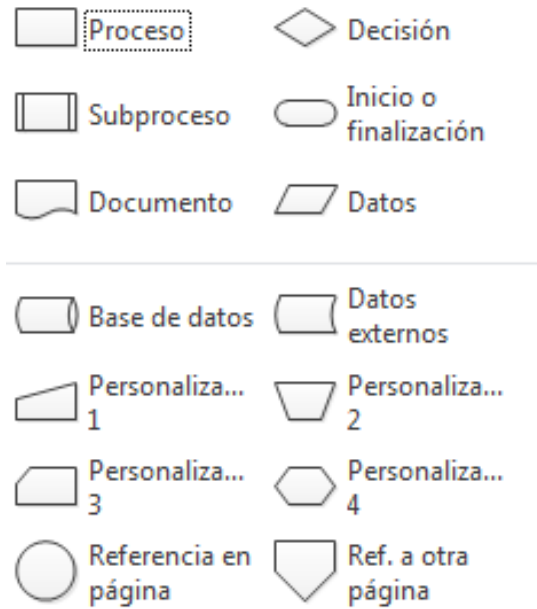 Proceso
Decisión
Subproceso
Inicio o
finalización
Documento
Datos
Base de datos
Datos
externos
Personaliza...
1
Personaliza...
2
Personaliza...
3
Personaliza...
4
Referencia en
página
Ref. a otra
página